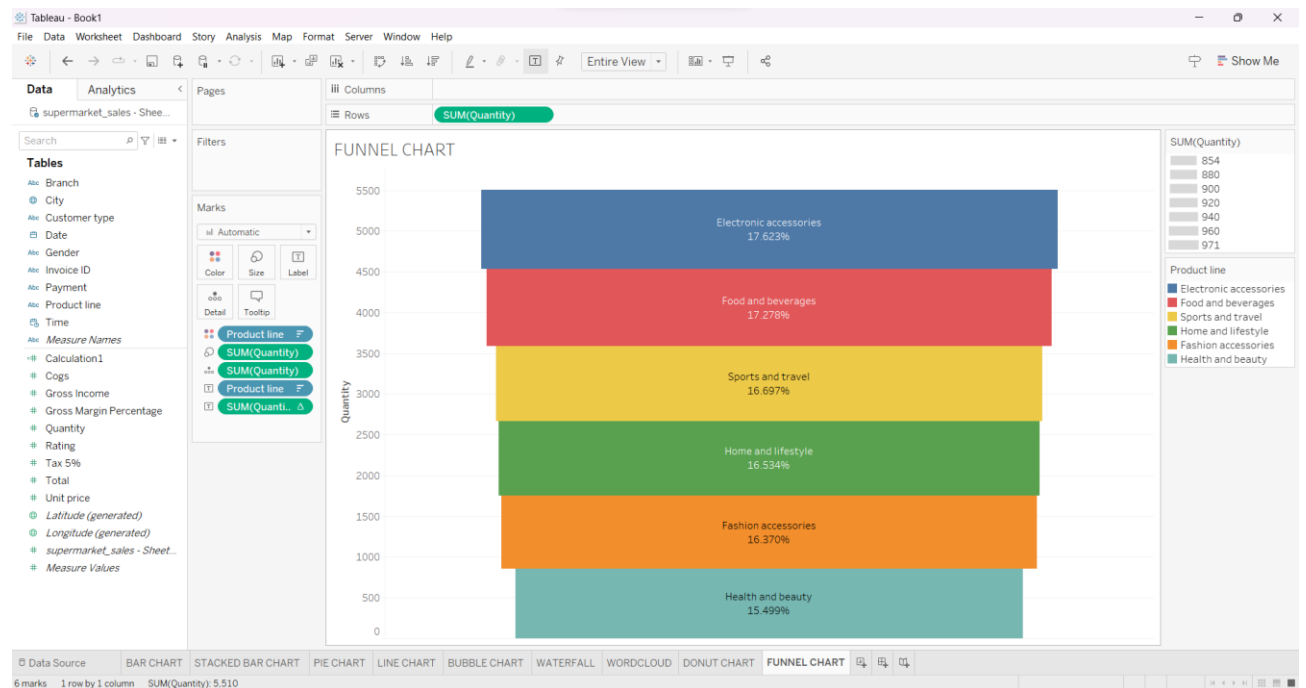 Tableau - Book1
File Data Worksheet Dashboard Story Analysis Map Format Server Window Help
Entire View
Show Me
Data Analytics
supermarket_sales - Shee...
Search
Tables
Abc Branch
City
Abc Customer type
Date
Abc Gender
Abc Invoice ID
Abc Payment
Abc Product line
Time
Abc Measure Names
=# Calculation1
# Cogs
# Gross Income
# Gross Margin Percentage
# Quantity
# Rating
# Tax 5%
# Total
# Unit price
Latitude (generated)
Longitude (generated)
# supermarket_sales - Sheet...
# Measure Values
Pages
Filters
Marks
Automatic
Color Size Label
Detail Tooltip
Product line
SUM(Quantity)
SUM(Quantity)
Product line
SUM(Quanti.. Δ
Columns
Rows SUM(Quantity)
FUNNEL CHART
Quantity
5500
5000
4500
4000
3500
3000
2500
2000
1500
1000
500
0
Electronic accessories
17.623%
Food and beverages
17.278%
Sports and travel
16.697%
Home and lifestyle
16.534%
Fashion accessories
16.370%
Health and beauty
15.499%
SUM(Quantity)
854
880
900
920
940
960
971
Product line
Electronic accessories
Food and beverages
Sports and travel
Home and lifestyle
Fashion accessories
Health and beauty
Data Source BAR CHART STACKED BAR CHART PIE CHART LINE CHART BUBBLE CHART WATERFALL WORDCLOUD DONUT CHART FUNNEL CHART
6 marks 1 row by 1 column SUM(Quantity): 5,510